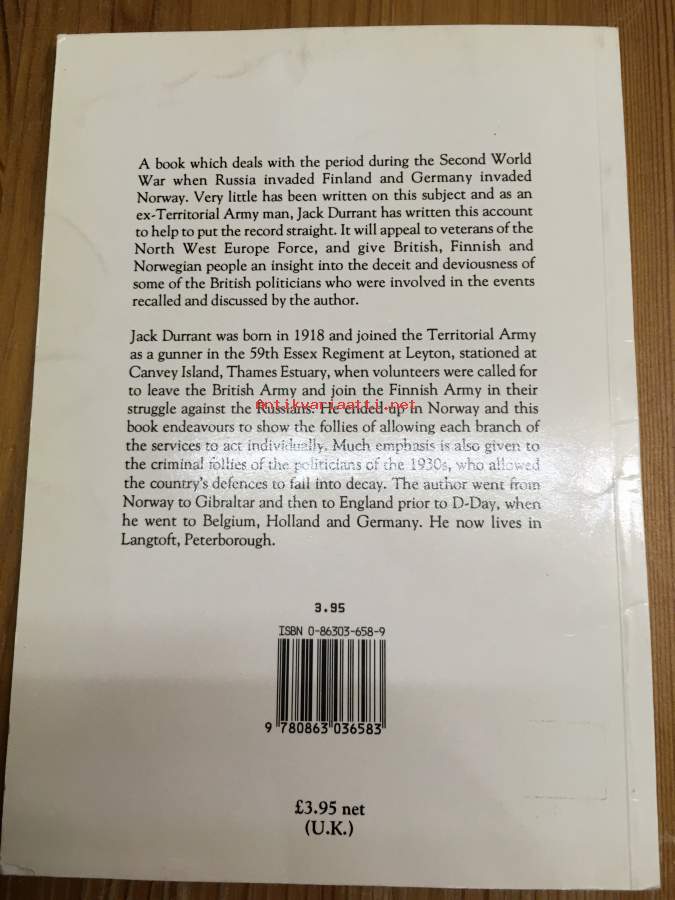 A book which deals with the period during the Second World
War when Russia invaded Finland and Germany invaded
Norway. Very little has been written on this subject and as an
ex-Territorial Army man, Jack Durrant has written this account
to help to put the record straight. It will appeal to veterans of the
North West Europe Force, and give British, Finnish and
Norwegian people an insight into the deceit and deviousness of
some of the British politicians who were involved in the events
recalled and discussed by the author.
Jack Durrant was born in 1918 and joined the Territorial Army
as a gunner in the 59th Essex Regiment at Leyton, stationed at
Canvey Island, Thames Estuary, when volunteers were called for
to leave the British Army and join the Finnish Army in their
struggle against the Russians. He ended up in Norway and this
antikvariaatti.net
book endeavours to show the follies of allowing each branch of
the services to act individually. Much emphasis is also given to
the criminal follies of the politicians of the 1930s, who allowed
the country's defences to fall into decay. The author went from
Norway to Gibraltar and then to England prior to D-Day, when
he went to Belgium, Holland and Germany. He now lives in
Langtoft, Peterborough.
3.95
ISBN 0-86303-658-9
9 780863 036583
£3.95 net
(U.K.)